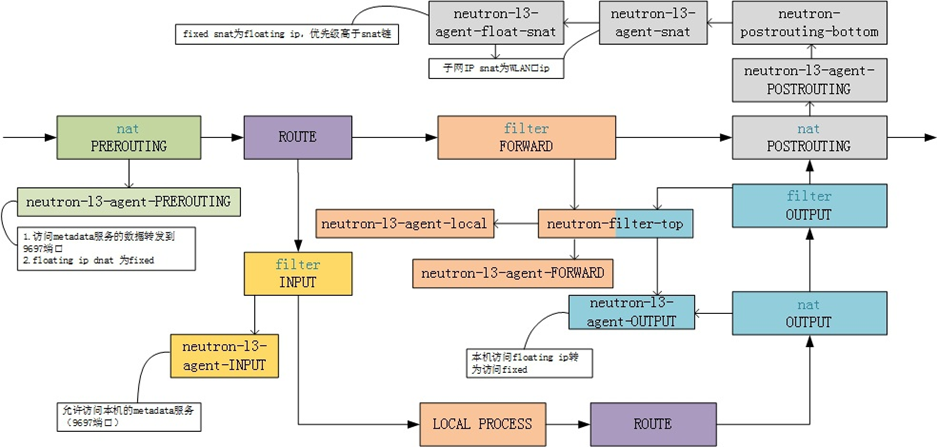 neutron-l3-
agent-float-snat
neutron-l3-
agent-snat
neutron-
postrouting-bottom
fixed snat为floating ip，优先级高于snat链
子网IP snat为WLAN口ip
neutron-l3-agent-
POSTROUTING
nat
PREROUTING
ROUTE
filter
FORWARD
nat
POSTROUTING
neutron-l3-agent-PREROUTING
neutron-l3-agent-local
neutron-filter-top
filter
OUTPUT
1.访问metadata服务的数据转发到
9697端口
2.floating ip dnat 为fixed
filter
INPUT
neutron-l3-agent-FORWARD
neutron-l3-
agent-OUTPUT
nat
OUTPUT
neutron-l3-
agent-INPUT
本机访问floating ip转
为访问fixed
允许访问本机的metadata服务
（9697端口）
LOCAL PROCESS
ROUTE